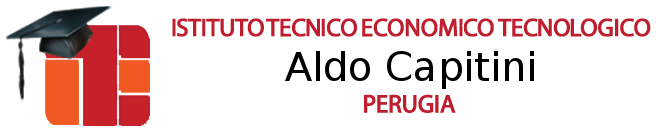 ISTITUTO TECNICO ECONOMICO TECNOLOGICO
Aldo Capitini
PERUGIA